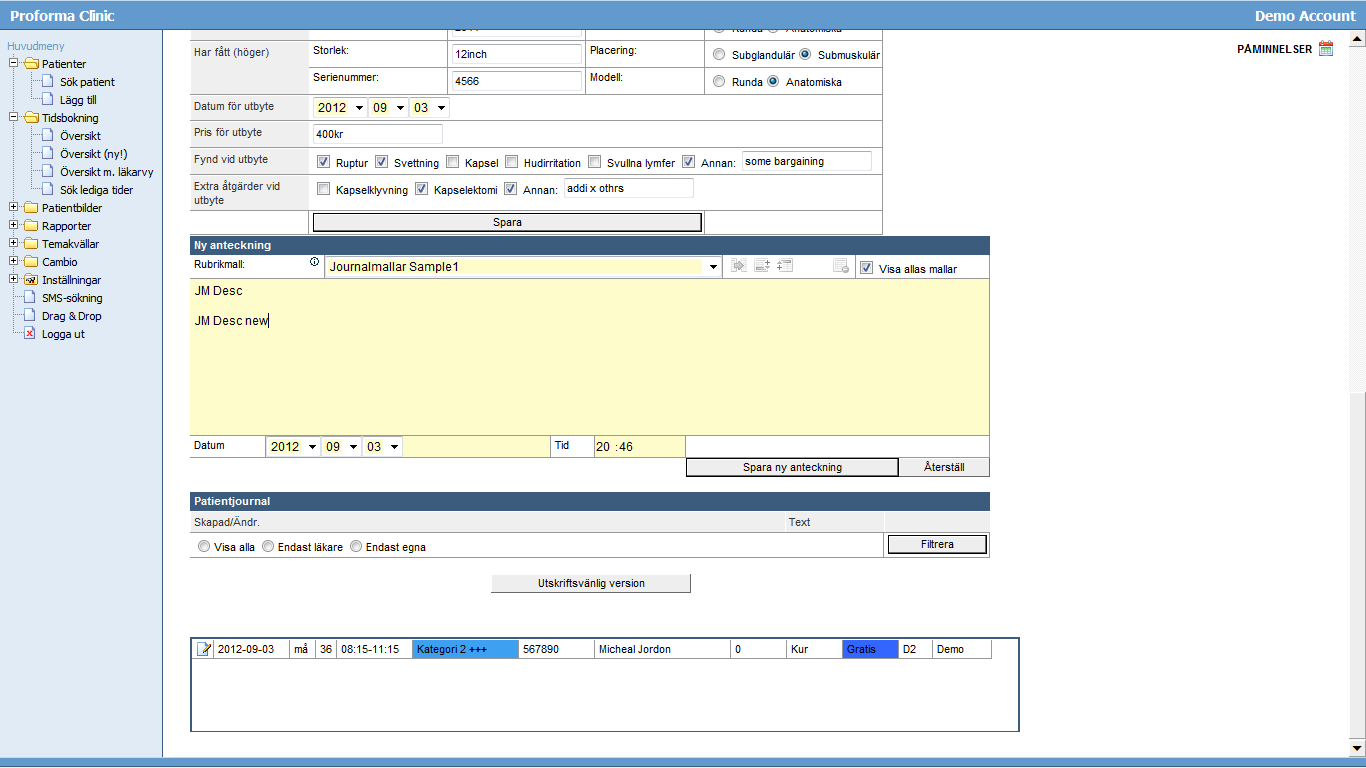 Proforma Clinic
Demo Account
Huvudmeny
Patienter
Sök patient
Lägg till
Tidsbokning
Översikt
Översikt (ny!)
Översikt m. läkarvy
Sök lediga tider
Patientbilder
Rapporter
Temakvällar
Cambio
Inställningar
SMS-sökning
Drag & Drop
Logga ut
PÅMINNELSER
Har fått (höger)
Storlek: 12inch Placering: Subglandulär Submuskulär
Serienummer: 4566 Modell: Runda Anatomiska
Datum för utbyte 2012 09 03
Pris för utbyte 400kr
Fynd vid utbyte Ruptur Svettning Kapsel Hudirritation Svullna lymfer Annan: some bargaining
Extra åtgärder vid utbyte Kapselklyvning Kapselektomi Annan: addi x othrs
Spara
Ny anteckning
Rubrikmall: Journalmallar Sample1 Visa allas mallar
JM Desc
JM Desc new
Datum 2012 09 03 Tid 20 :46
Spara ny anteckning Återställ
Patientjournal
Skapad/Ändr. Text
Visa alla Endast läkare Endast egna Filtrera
Utskriftsvänlig version
2012-09-03 må 36 08:15-11:15 Kategori 2 +++ 567890 Micheal Jordon 0 Kur Gratis D2 Demo